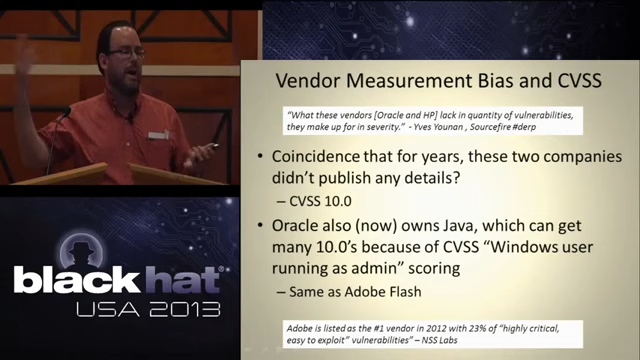 Vendor Measurement Bias and CVSS
"What these vendors [Oracle and HP] lack in quantity of vulnerabilities,
they make up for in severity." - Yves Younan , Sourcefire #derp
• Coincidence that for years, these two companies
didn't publish any details?
– CVSS 10.0
• Oracle also (now) owns Java, which can get
many 10.0's because of CVSS "Windows user
running as admin" scoring
– Same as Adobe Flash
Adobe is listed as the #1 vendor in 2012 with 23% of "highly critical,
easy to exploit" vulnerabilities" – NSS Labs
black hat®
USA 2013